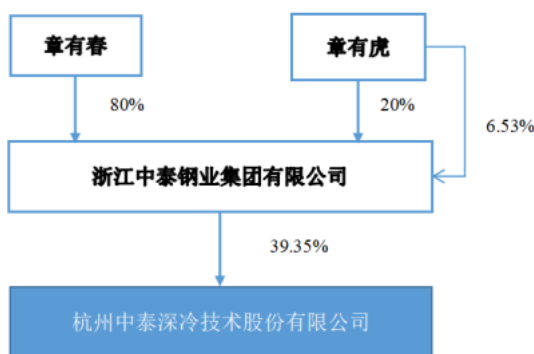 章有春
章有虎
80%
20%
6.53%
浙江中泰钢业集团有限公司
39.35%
杭州中泰深冷技术股份有限公司